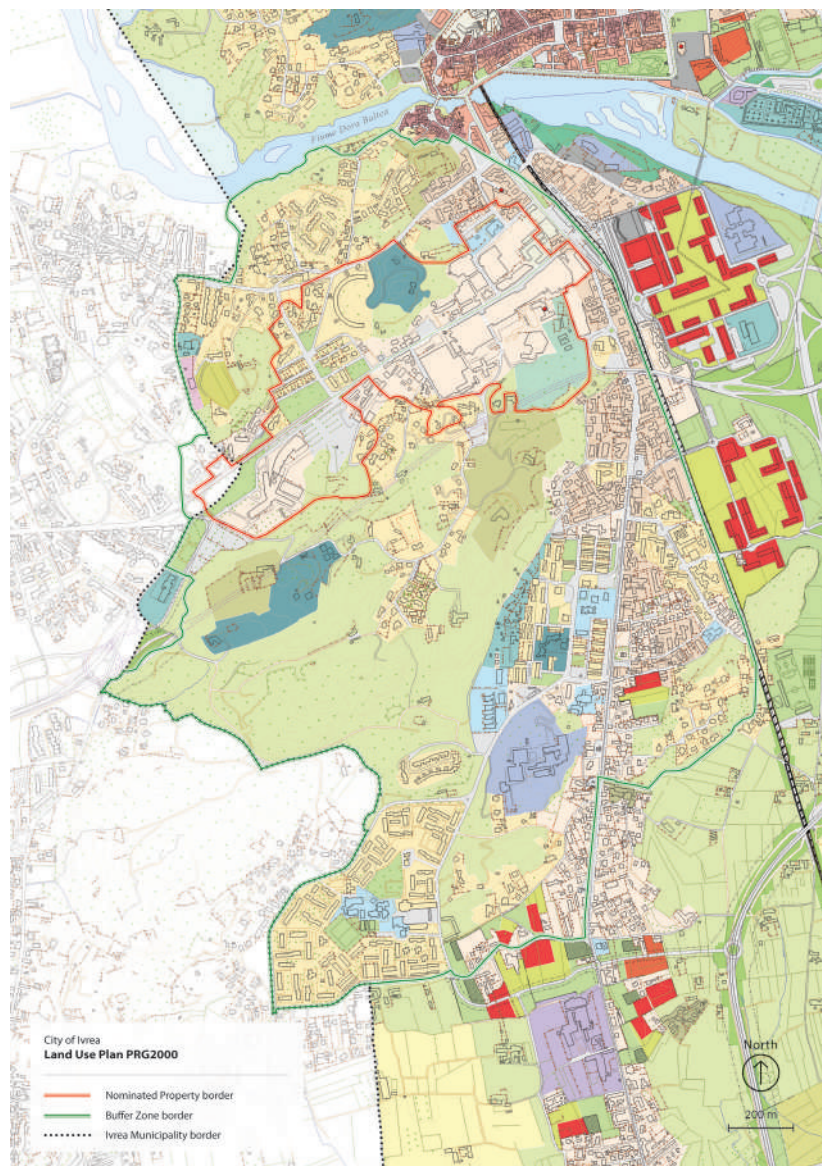 Fiume Dora Baltea
City of Ivrea
Land Use Plan PRG2000
Nominated Property border
Buffer Zone border
Ivrea Municipality border
North
200 m